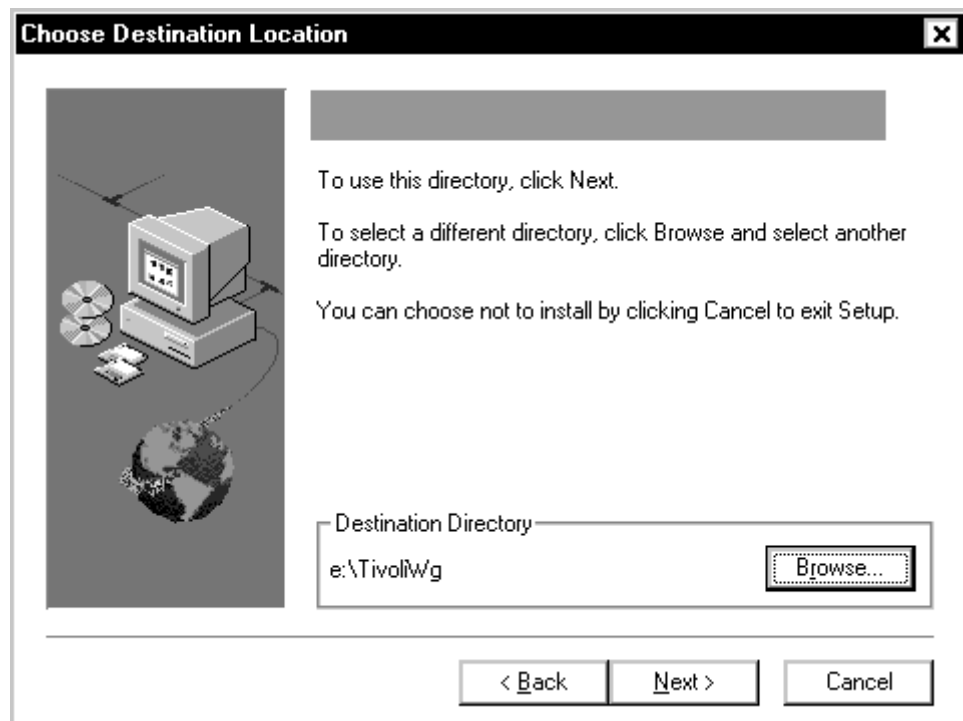 Choose Destination Location
To use this directory, click Next.
To select a different directory, click Browse and select another
directory.
You can choose not to install by clicking Cancel to exit Setup.
Destination Directory
e:\TivoliWg
Browse...
< Back
Next >
Cancel